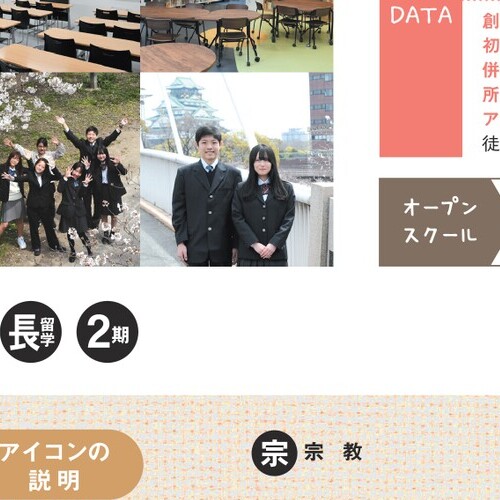 DATA
創
初
併
所
ア
徒
オープン
スクール
長 留学
2期
アイコンの
説明
宗 宗 教